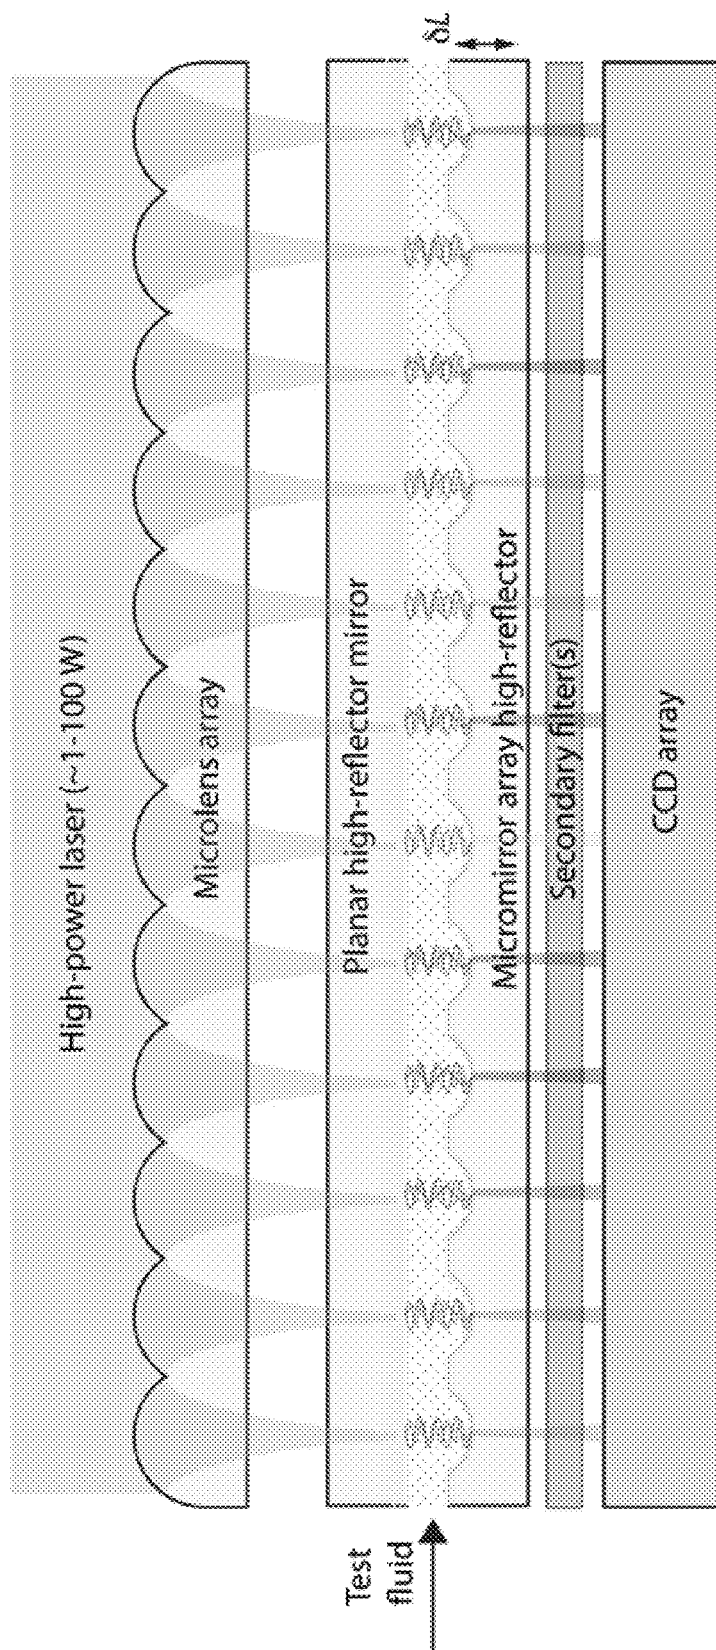 High-power laser (~1-100 W)
Microlens array
Planar high-reflector mirror
Micromirror array high-reflector
Secondary filter(s)
CCD array
Test
fluid
δL